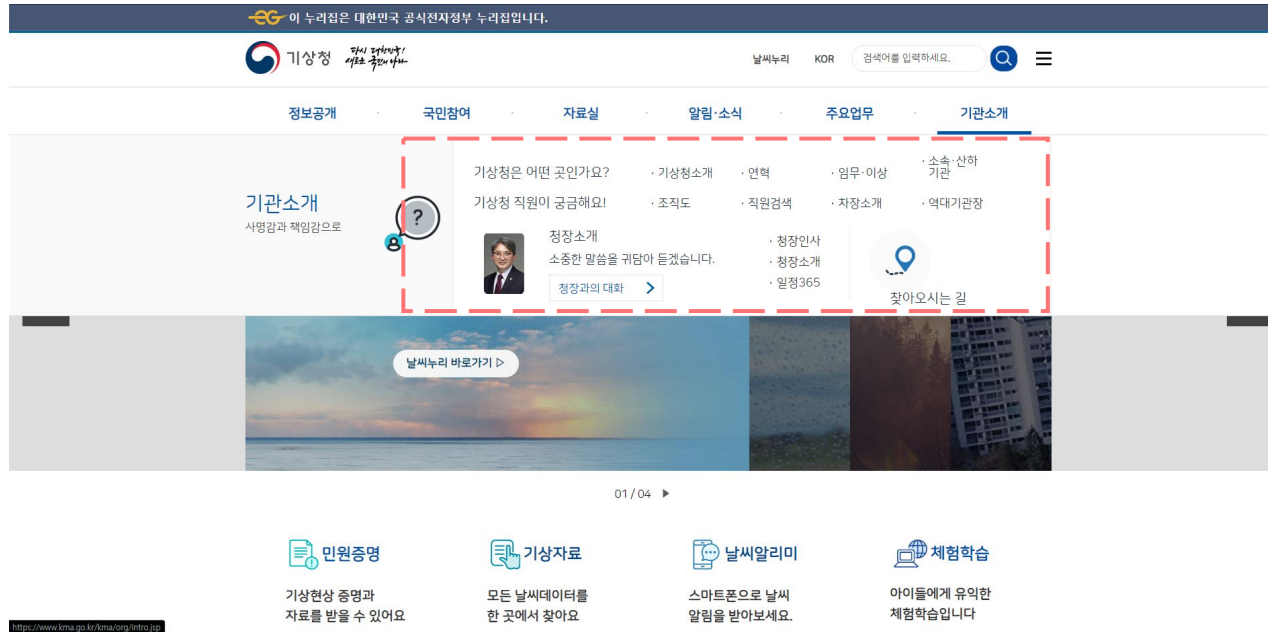 이 누리집은 대한민국 공식전자정부 누리집입니다.
기상청 다시 대한민국! 새로운 국민의 나라
날씨누리 KOR 검색어를 입력하세요.
정보공개 · 국민참여 · 자료실 · 알림·소식 · 주요업무 · 기관소개
기관소개
사명감과 책임감으로
?
기상청은 어떤 곳인가요? · 기상청소개 · 연혁 · 임무·이상 · 소속·산하
기관
기상청 직원이 궁금해요! · 조직도 · 직원검색 · 차장소개 · 역대기관장
청장소개
소중한 말씀을 귀담아 듣겠습니다.
청장과의 대화
· 청장인사
· 청장소개
· 일정365
찾아오시는 길
날씨누리 바로가기 ▷
01 / 04
민원증명
기상현상 증명과
자료를 받을 수 있어요
기상자료
모든 날씨데이터를
한 곳에서 찾아요
날씨알리미
스마트폰으로 날씨
알림을 받아보세요.
체험학습
아이들에게 유익한
체험학습입니다
https://www.kma.go.kr/kma/org/intro.jsp